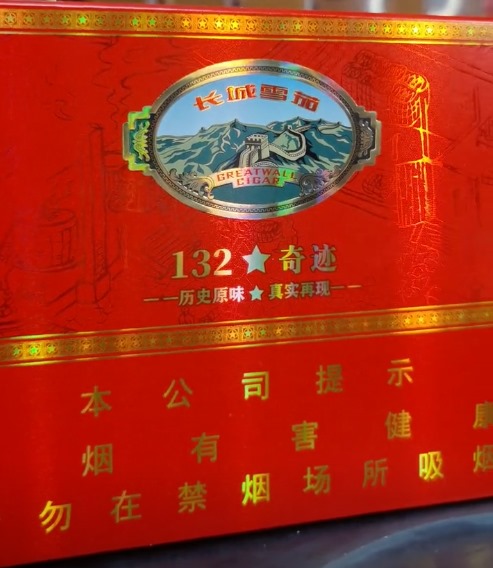 长城雪茄
GREATWALL
CIGAR
132★奇迹
——历史原味★真实再现——
本公司提示
烟有害健康
勿在禁烟场所吸烟